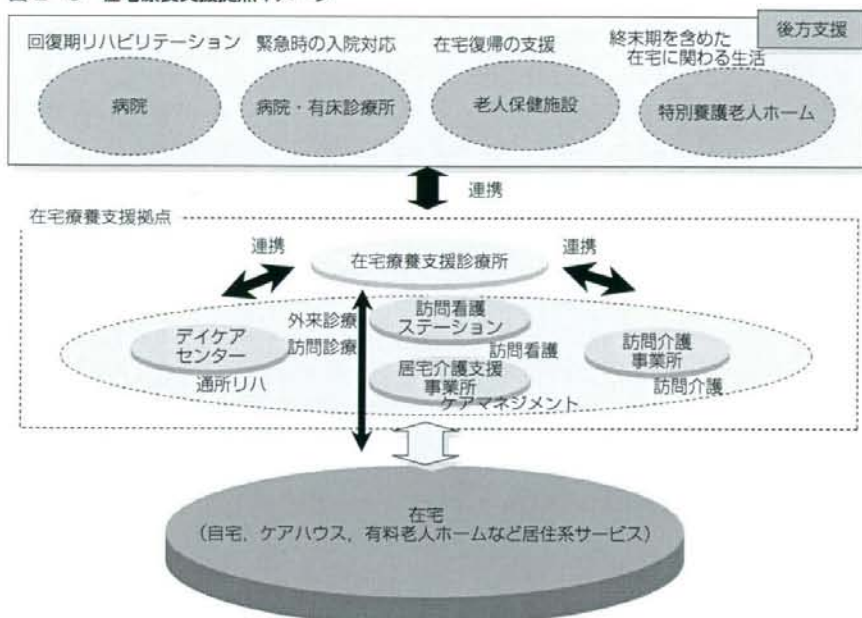 後方支援
回復期リハビリテーション
病院
緊急時の入院対応
病院・有床診療所
在宅復帰の支援
老人保健施設
終末期を含めた
在宅に関わる生活
特別養護老人ホーム
連携
在宅療養支援拠点
連携
在宅療養支援診療所
連携
外来診療
訪問診療
訪問看護
ステーション
訪問看護
デイケア
センター
通所リハ
居宅介護支援
事業所
ケアマネジメント
訪問介護
事業所
訪問介護
在宅
（自宅，ケアハウス，有料老人ホームなど居住系サービス）